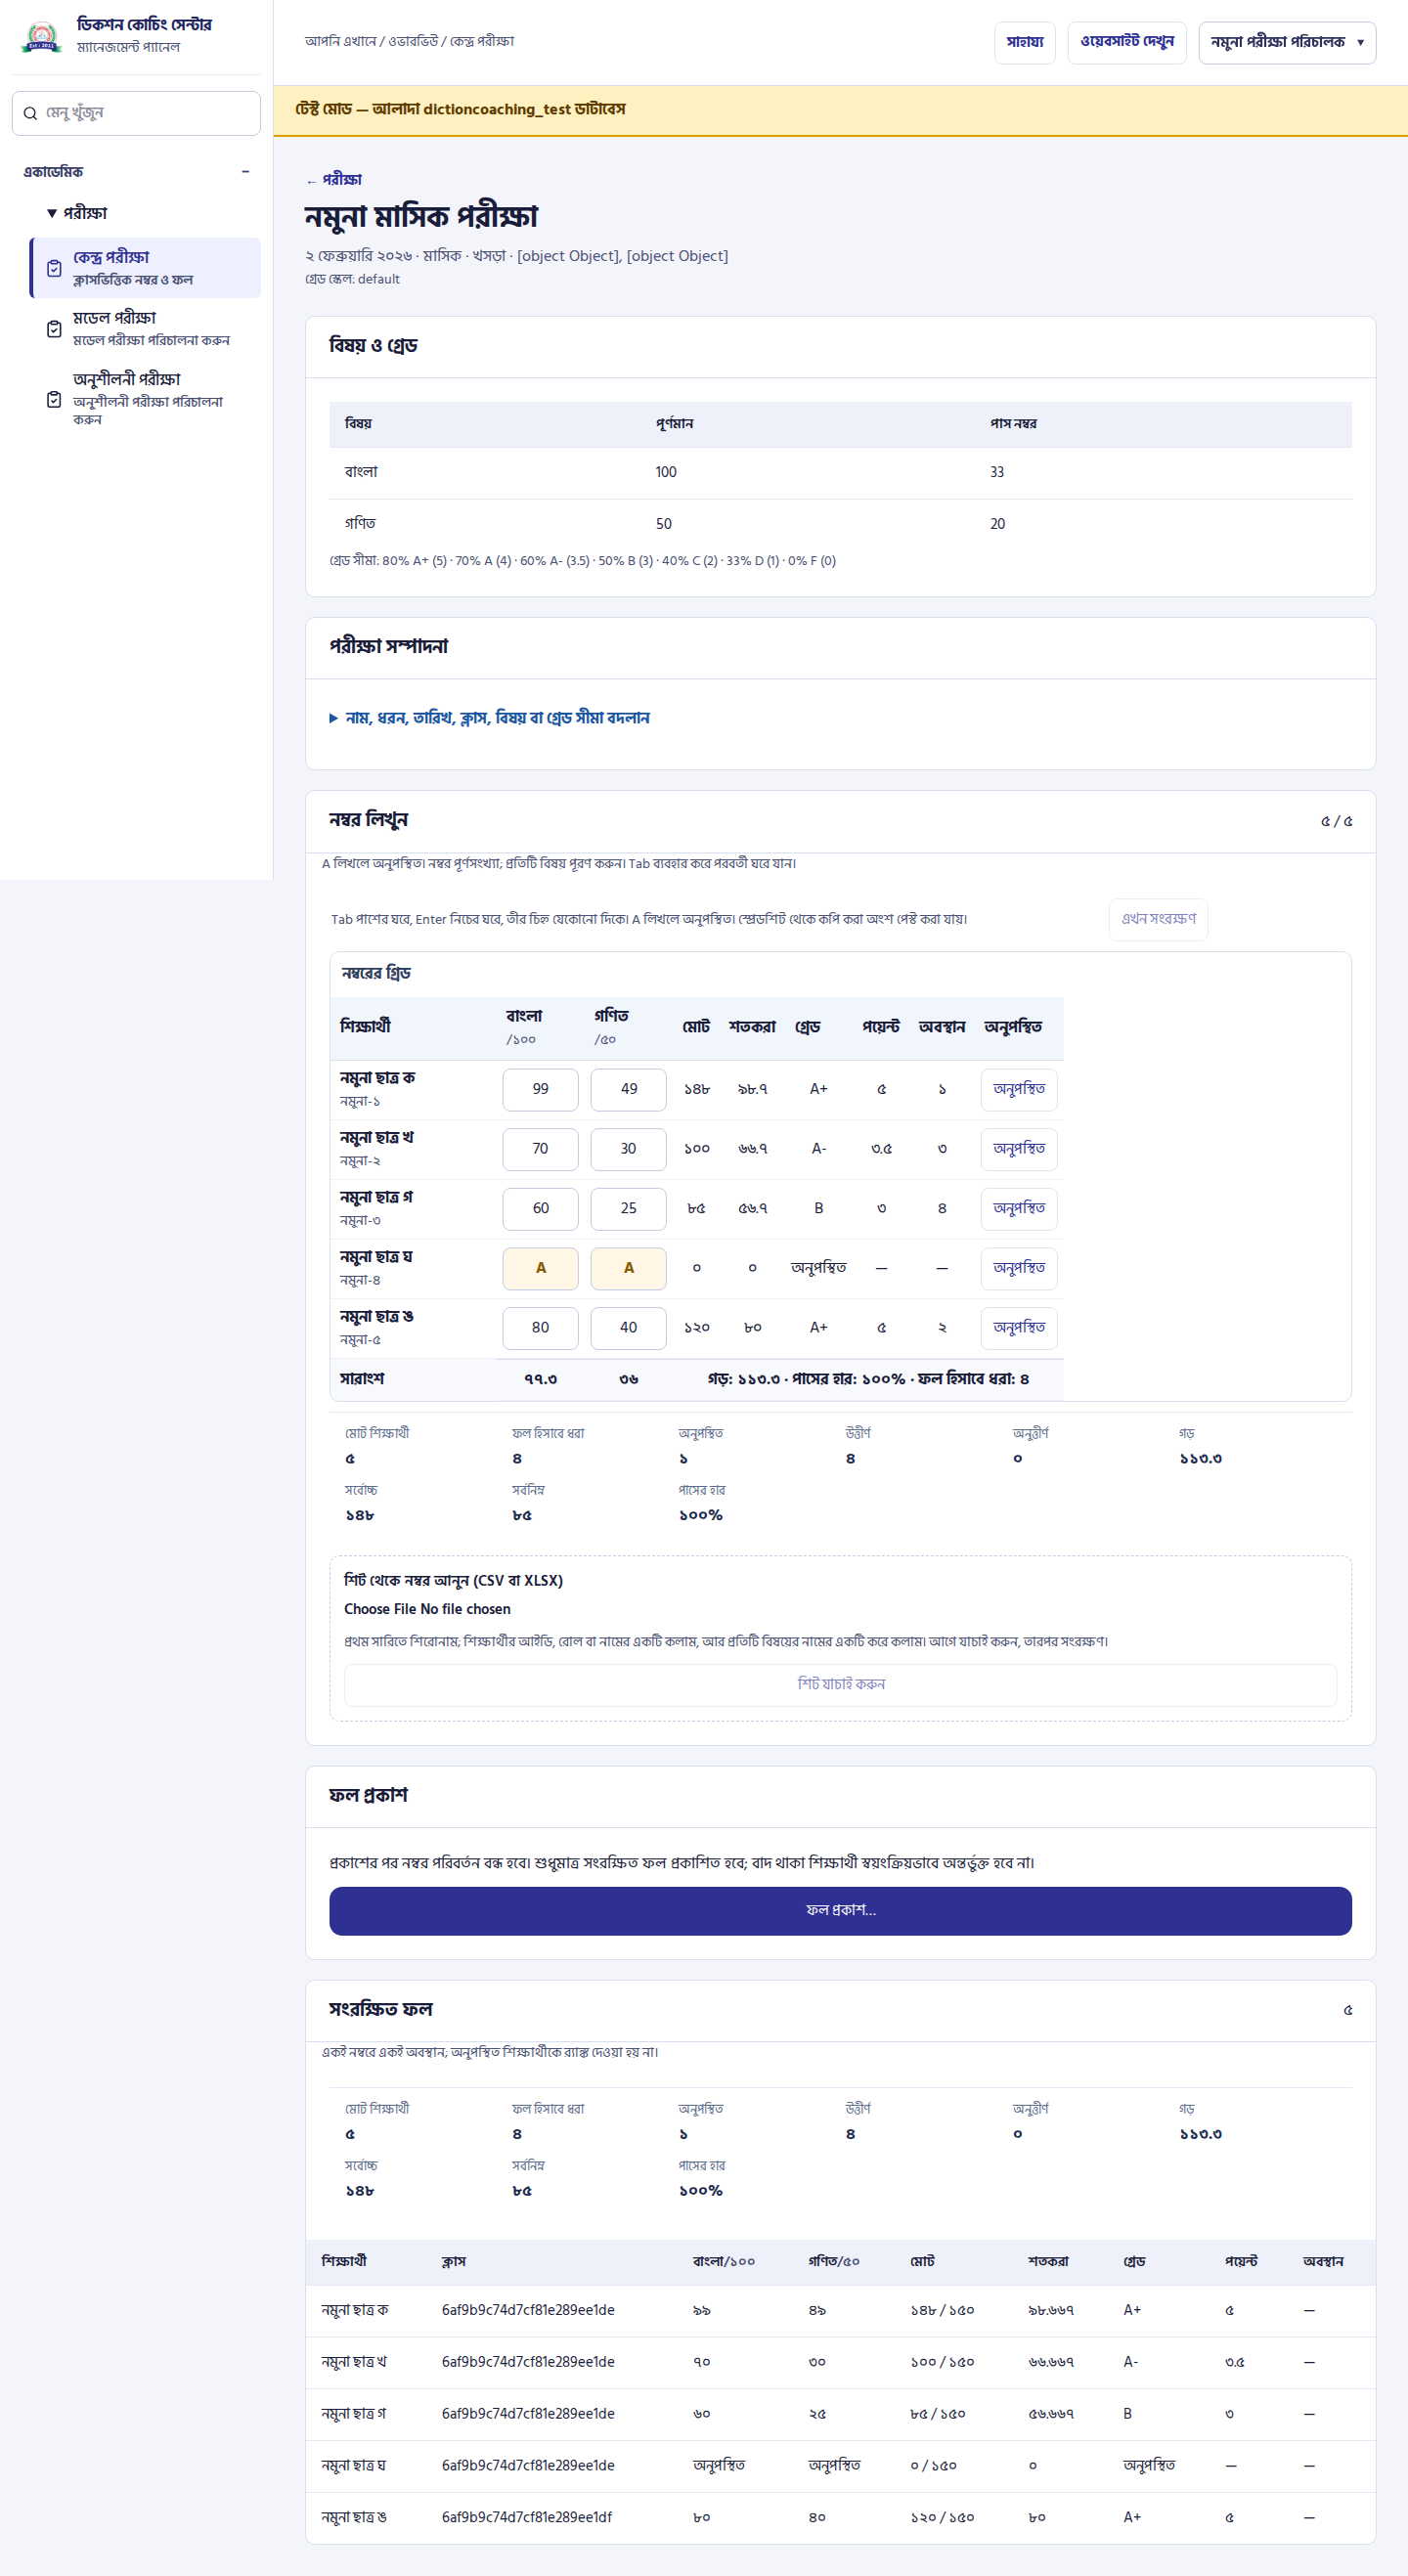 ডিকশন কোচিং সেন্টার
ম্যানেজমেন্ট প্যানেল
Est : 2011
মেনু খুঁজুন
একাডেমিক −
▼ পরীক্ষা
কেন্দ্র পরীক্ষা
ক্লাসভিত্তিক নম্বর ও ফল
মডেল পরীক্ষা
মডেল পরীক্ষা পরিচালনা করুন
অনুশীলনী পরীক্ষা
অনুশীলনী পরীক্ষা পরিচালনা
করুন
আপনি এখানে / ওভারভিউ / কেন্দ্র পরীক্ষা
সাহায্য ওয়েবসাইট দেখুন নমুনা পরীক্ষা পরিচালক ▼
টেস্ট মোড — আলাদা dictioncoaching_test ডাটাবেস
← পরীক্ষা
নমুনা মাসিক পরীক্ষা
২ ফেব্রুয়ারি ২০২৬ · মাসিক · খসড়া · [object Object], [object Object]
গ্রেড স্কেল: default
বিষয় ও গ্রেড
বিষয় পূর্ণমান পাস নম্বর
বাংলা 100 33
গণিত 50 20
গ্রেড সীমা: 80% A+ (5) · 70% A (4) · 60% A- (3.5) · 50% B (3) · 40% C (2) · 33% D (1) · 0% F (0)
পরীক্ষা সম্পাদনা
▶ নাম, ধরন, তারিখ, ক্লাস, বিষয় বা গ্রেড সীমা বদলান
নম্বর লিখুন ৫ / ৫
A লিখলে অনুপস্থিত। নম্বর পূর্ণসংখ্যা; প্রতিটি বিষয় পূরণ করুন। Tab ব্যবহার করে পরবর্তী ঘরে যান।
Tab পাশের ঘরে, Enter নিচের ঘরে, তীর চিহ্ন যেকোনো দিকে। A লিখলে অনুপস্থিত। স্প্রেডশিট থেকে কপি করা অংশ পেস্ট করা যায়। এখন সংরক্ষণ
নম্বরের গ্রিড
শিক্ষার্থী বাংলা /১০০ গণিত /৫০ মোট শতকরা গ্রেড পয়েন্ট অবস্থান অনুপস্থিত
নমুনা ছাত্র ক 99 49 ১৪৮ ৯৮.৭ A+ ৫ ১ অনুপস্থিত
নমুনা-১
নমুনা ছাত্র খ 70 30 ১০০ ৬৬.৭ A- ৩.৫ ৩ অনুপস্থিত
নমুনা-২
নমুনা ছাত্র গ 60 25 ৮৫ ৫৬.৭ B ৩ ৪ অনুপস্থিত
নমুনা-৩
নমুনা ছাত্র ঘ A A ০ ০ অনুপস্থিত — — অনুপস্থিত
নমুনা-৪
নমুনা ছাত্র ঙ 80 40 ১২০ ৮০ A+ ৫ ২ অনুপস্থিত
নমুনা-৫
সারাংশ ৭৭.৩ ৩৬ গড়: ১১৩.৩ · পাসের হার: ১০০% · ফল হিসাবে ধরা: ৪
মোট শিক্ষার্থী ফল হিসাবে ধরা অনুপস্থিত উত্তীর্ণ অনুত্তীর্ণ গড়
৫ ৪ ১ ৪ ০ ১১৩.৩
সর্বোচ্চ সর্বনিম্ন পাসের হার
১৪৮ ৮৫ ১০০%
শিট থেকে নম্বর আনুন (CSV বা XLSX)
Choose File No file chosen
প্রথম সারিতে শিরোনাম; শিক্ষার্থীর আইডি, রোল বা নামের একটি কলাম, আর প্রতিটি বিষয়ের নামের একটি করে কলাম। আগে যাচাই করুন, তারপর সংরক্ষণ।
শিট যাচাই করুন
ফল প্রকাশ
প্রকাশের পর নম্বর পরিবর্তন বন্ধ হবে। শুধুমাত্র সংরক্ষিত ফল প্রকাশিত হবে; বাদ থাকা শিক্ষার্থী স্বয়ংক্রিয়ভাবে অন্তর্ভুক্ত হবে না।
ফল প্রকাশ...
সংরক্ষিত ফল ৫
একই নম্বরে একই অবস্থান; অনুপস্থিত শিক্ষার্থীকে র‍্যাঙ্ক দেওয়া হয় না।
মোট শিক্ষার্থী ফল হিসাবে ধরা অনুপস্থিত উত্তীর্ণ অনুত্তীর্ণ গড়
৫ ৪ ১ ৪ ০ ১১৩.৩
সর্বোচ্চ সর্বনিম্ন পাসের হার
১৪৮ ৮৫ ১০০%
শিক্ষার্থী ক্লাস বাংলা/১০০ গণিত/৫০ মোট শতকরা গ্রেড পয়েন্ট অবস্থান
নমুনা ছাত্র ক 6af9b9c74d7cf81e289ee1de ৯৯ ৪৯ ১৪৮ / ১৫০ ৯৮.৬৬৭ A+ ৫ —
নমুনা ছাত্র খ 6af9b9c74d7cf81e289ee1de ৭০ ৩০ ১০০ / ১৫০ ৬৬.৬৬৭ A- ৩.৫ —
নমুনা ছাত্র গ 6af9b9c74d7cf81e289ee1de ৬০ ২৫ ৮৫ / ১৫০ ৫৬.৬৬৭ B ৩ —
নমুনা ছাত্র ঘ 6af9b9c74d7cf81e289ee1de অনুপস্থিত অনুপস্থিত ০ / ১৫০ ০ অনুপস্থিত — —
নমুনা ছাত্র ঙ 6af9b9c74d7cf81e289ee1df ৮০ ৪০ ১২০ / ১৫০ ৮০ A+ ৫ —